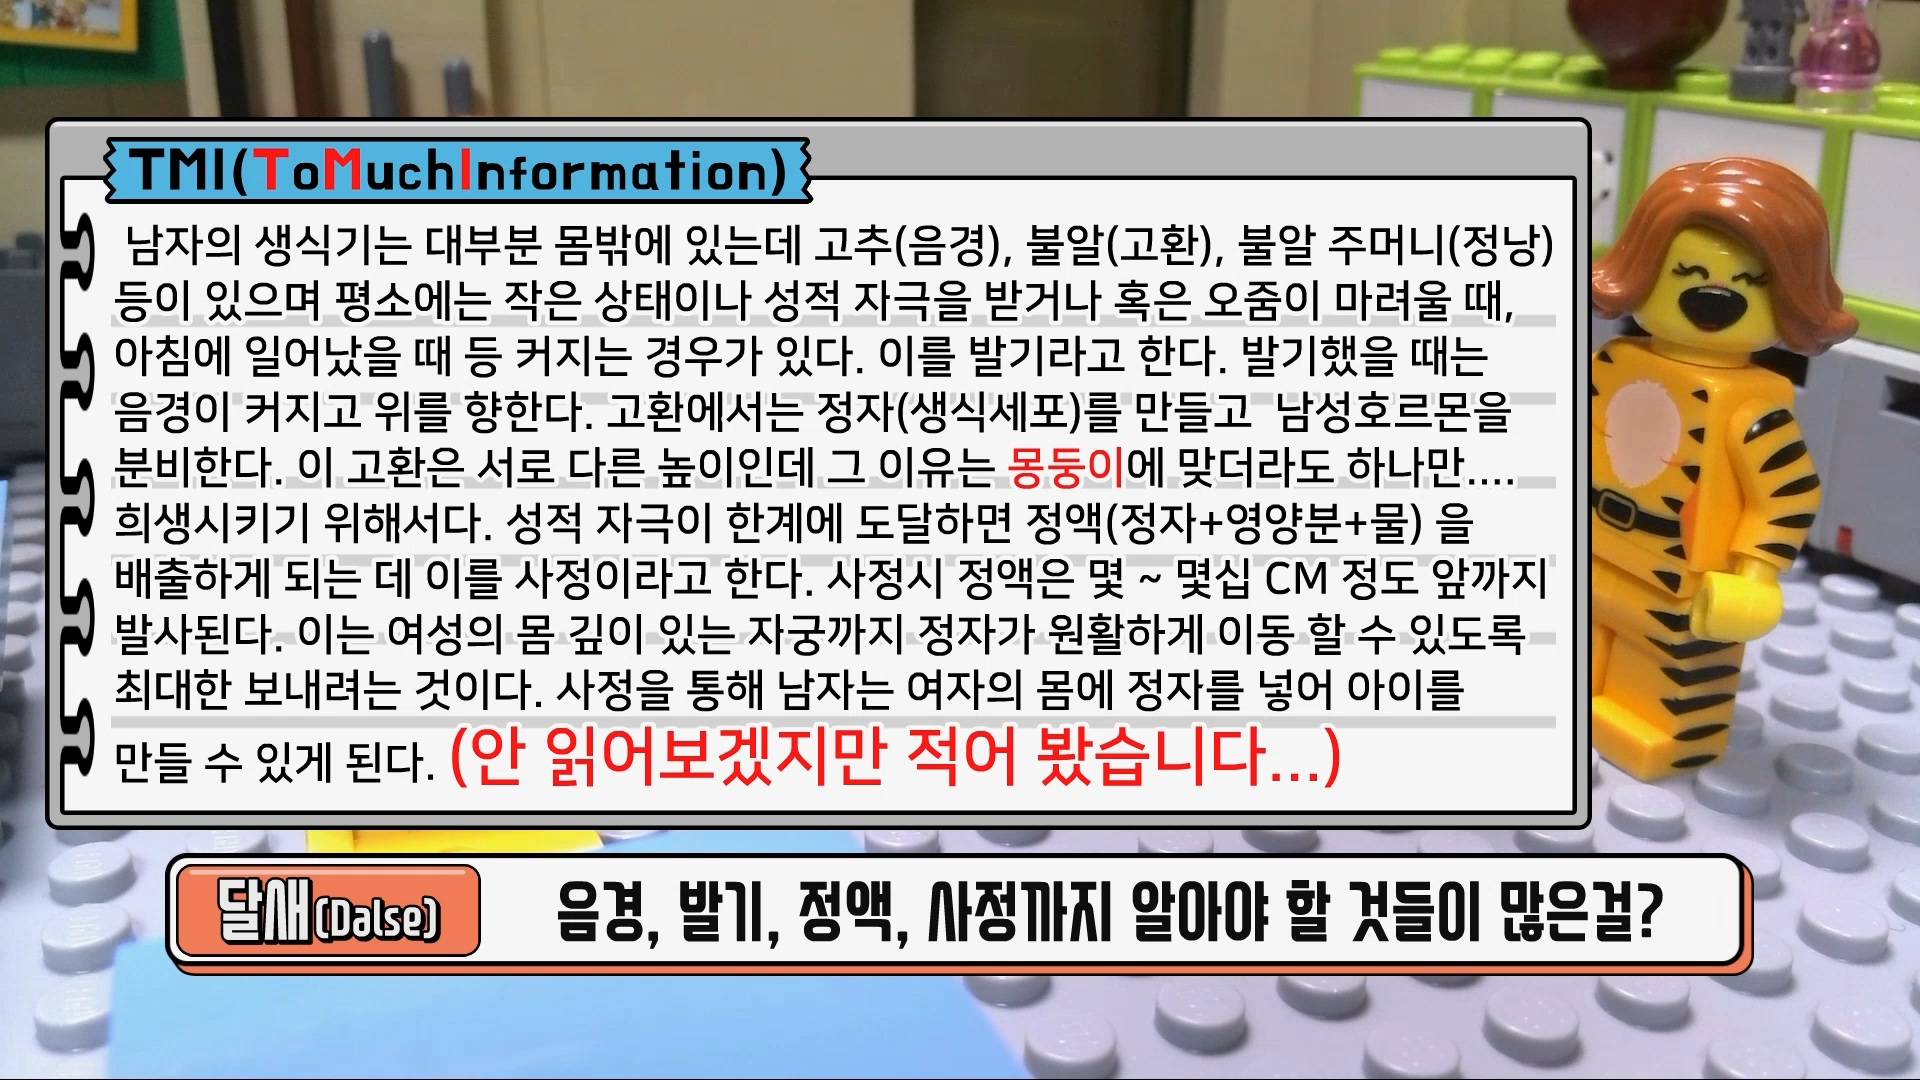 TMI(ToMuchInformation)
남자의 생식기는 대부분 몸밖에 있는데 고추(음경), 불알(고환), 불알 주머니(정낭)
등이 있으며 평소에는 작은 상태이나 성적 자극을 받거나 혹은 오줌이 마려울 때,
아침에 일어났을 때 등 커지는 경우가 있다. 이를 발기라고 한다. 발기했을 때는
음경이 커지고 위를 향한다. 고환에서는 정자(생식세포)를 만들고 남성호르몬을
분비한다. 이 고환은 서로 다른 높이인데 그 이유는 몽둥이에 맞더라도 하나만....
희생시키기 위해서다. 성적 자극이 한계에 도달하면 정액(정자+영양분+물) 을
배출하게 되는 데 이를 사정이라고 한다. 사정시 정액은 몇 ~ 몇십 CM 정도 앞까지
발사된다. 이는 여성의 몸 깊이 있는 자궁까지 정자가 원활하게 이동 할 수 있도록
최대한 보내려는 것이다. 사정을 통해 남자는 여자의 몸에 정자를 넣어 아이를
만들 수 있게 된다. (안 읽어보겠지만 적어 봤습니다...)
달새(Dalse) 음경, 발기, 정액, 사정까지 알아야 할 것들이 많은걸?